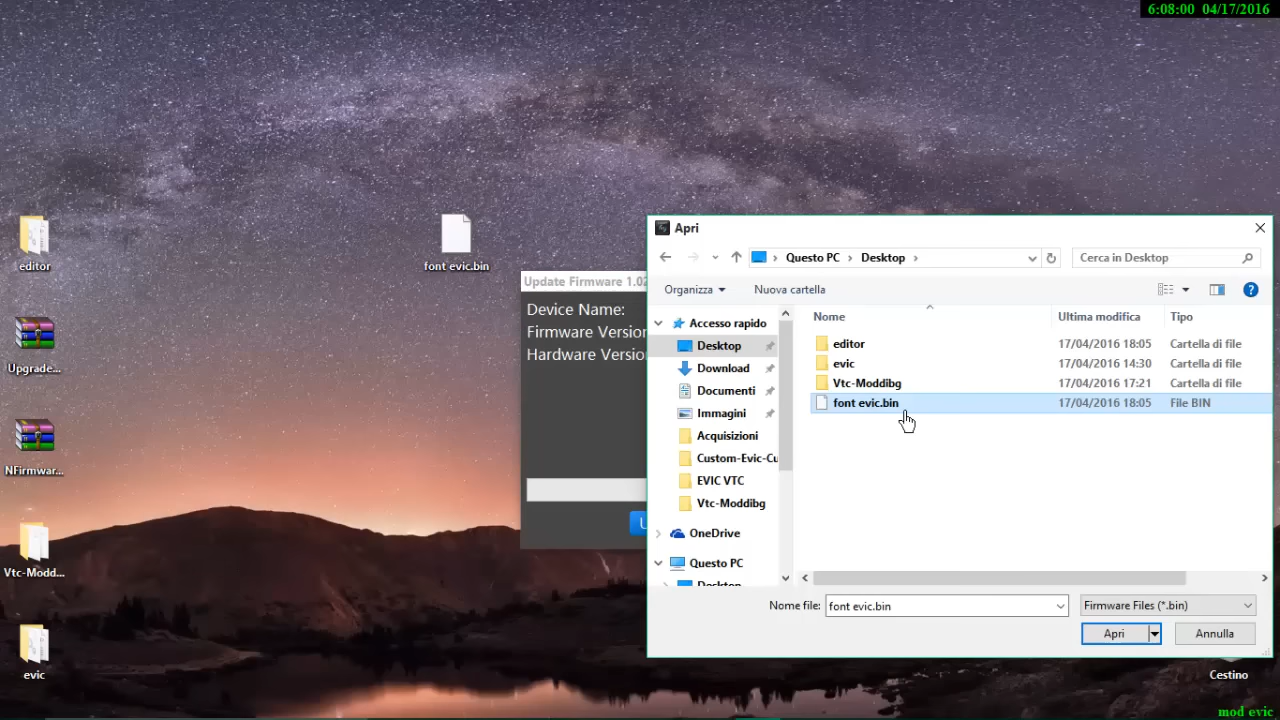 6:08:00 04/17/2016
editor
Upgrade...
NFirmwar...
Vtc-Modd...
evic
font evic.bin
Update Firmware 1.02
Device Name:
Firmware Version
Hardware Version
U
Apri
Questo PC
Desktop
Cerca in Desktop
Organizza
Nuova cartella
Accesso rapido
Desktop
Download
Documenti
Immagini
Acquisizioni
Custom-Evic-Cu
EVIC VTC
Vtc-Moddibg
OneDrive
Questo PC
Desktop
Nome Ultima modifica Tipo
editor 17/04/2016 18:05 Cartella di file
evic 17/04/2016 14:30 Cartella di file
Vtc-Moddibg 17/04/2016 17:21 Cartella di file
font evic.bin 17/04/2016 18:05 File BIN
Nome file: font evic.bin Firmware Files (*.bin)
Apri Annulla
Cestino
mod evic